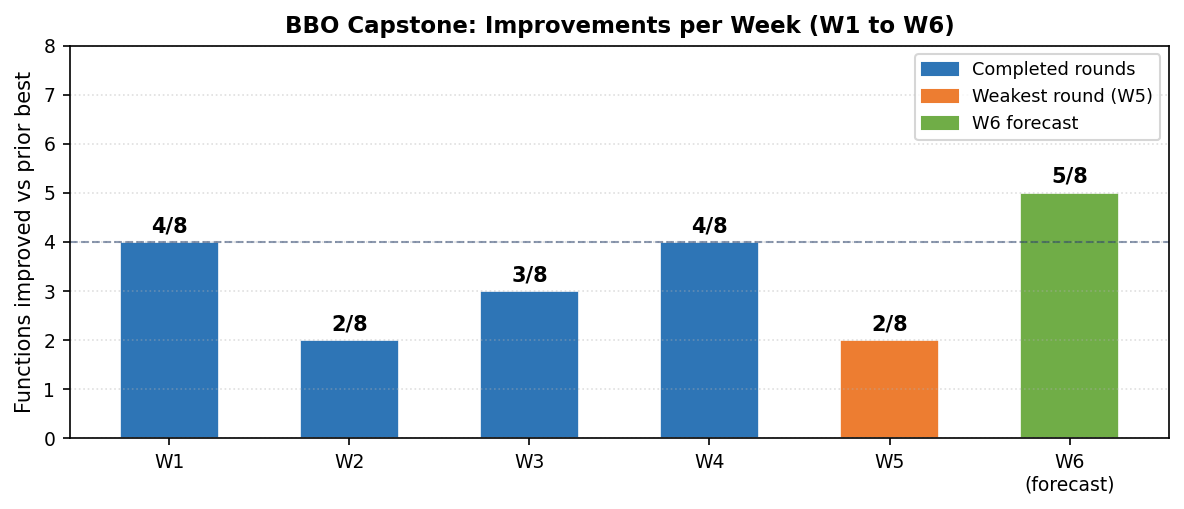 BBO Capstone: Improvements per Week (W1 to W6)
Functions improved vs prior best
8
7
6
5
4
3
2
1
0
Completed rounds
Weakest round (W5)
W6 forecast
4/8
2/8
3/8
4/8
2/8
5/8
W1
W2
W3
W4
W5
W6
(forecast)